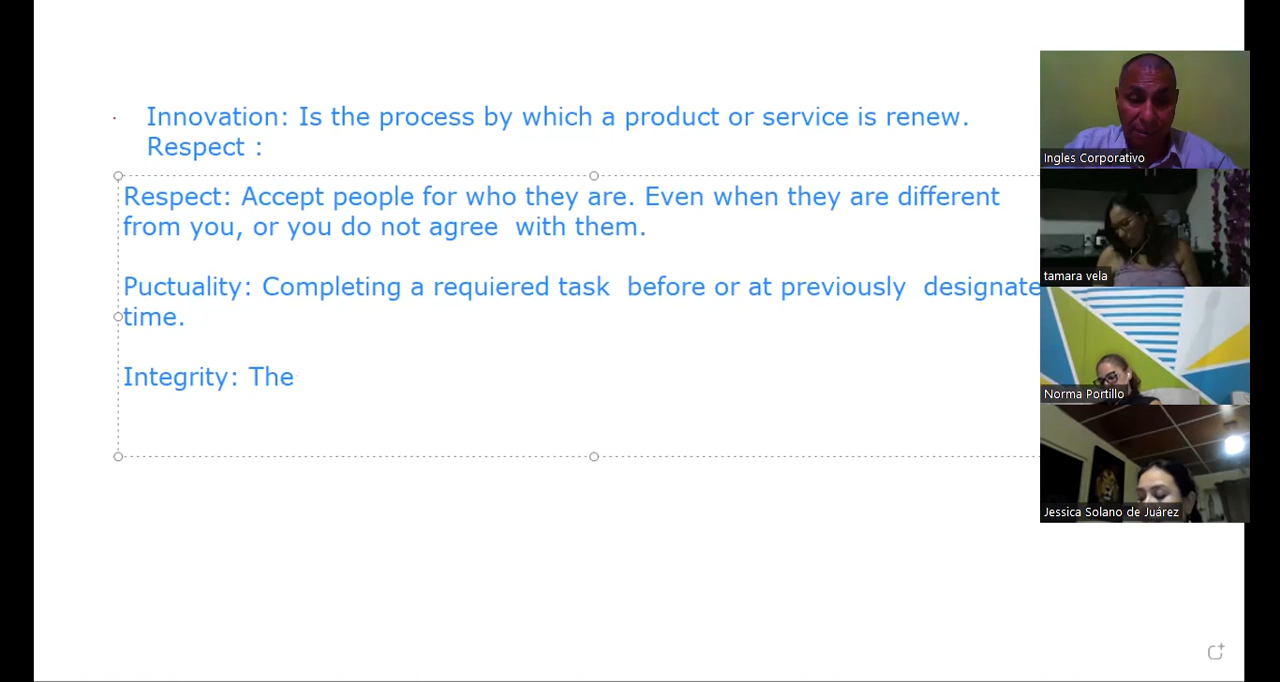 Innovation: Is the process by which a product or service is renew.
Respect :
Respect: Accept people for who they are. Even when they are different
from you, or you do not agree  with them.
Puctuality: Completing a requiered task  before or at previously  designate
time.
Integrity: The
Ingles Corporativo
tamara vela
Norma Portillo
Jessica Solano de Juárez